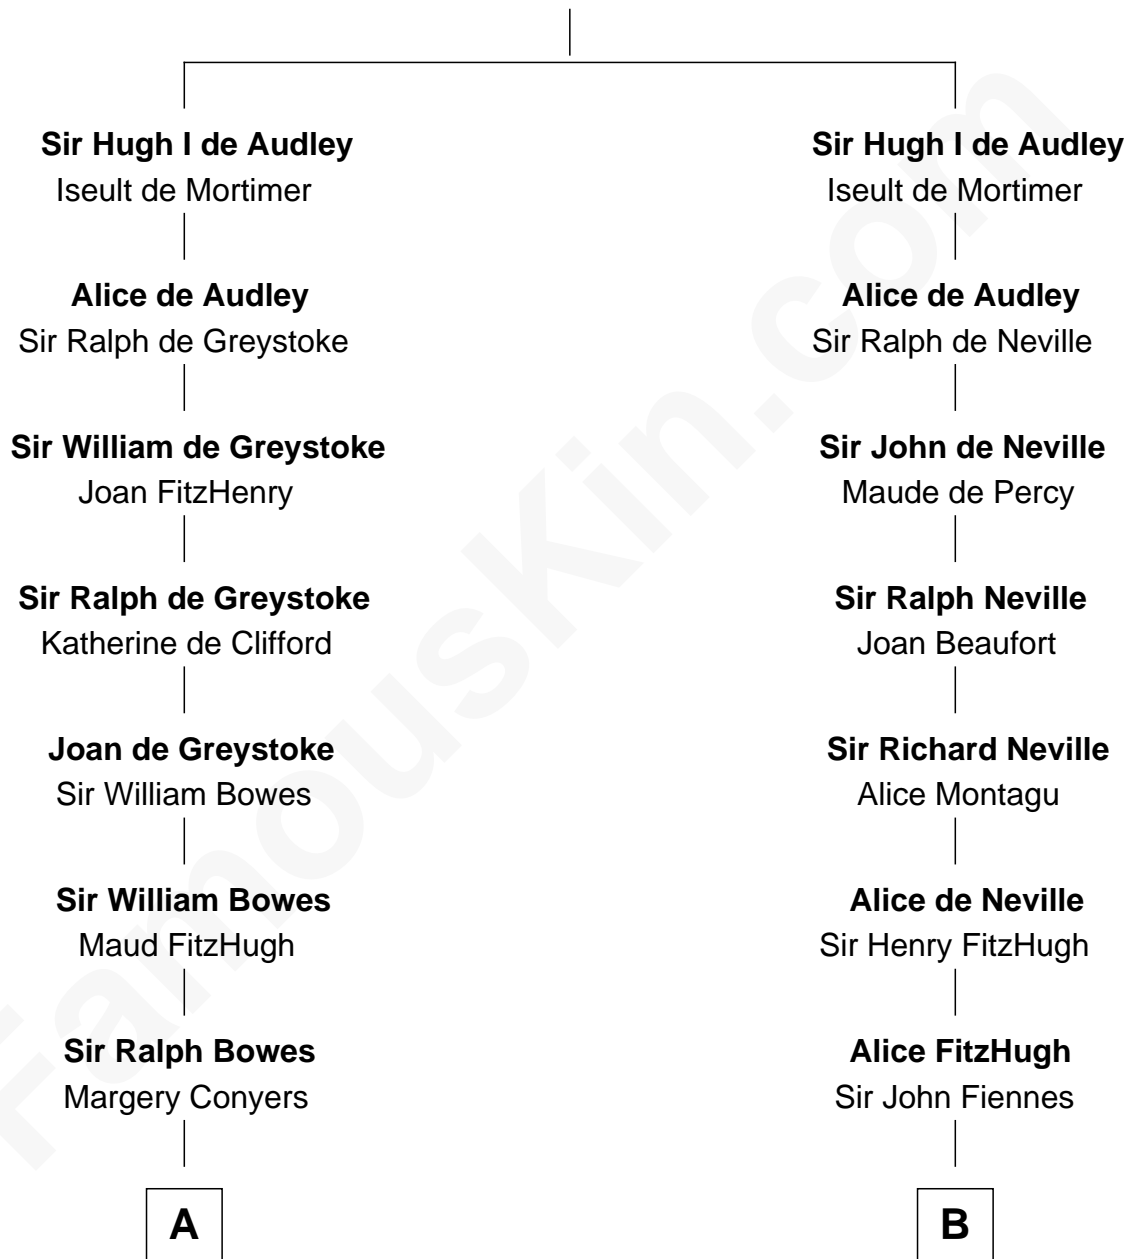 Sir Hugh I de Audley
Iseult de Mortimer
Alice de Audley
Sir Ralph de Greystoke
Sir William de Greystoke
Joan FitzHenry
Sir Ralph de Greystoke
Katherine de Clifford
Joan de Greystoke
Sir William Bowes
Sir William Bowes
Maud FitzHugh
Sir Ralph Bowes
Margery Conyers
A
Sir Hugh I de Audley
Iseult de Mortimer
Alice de Audley
Sir Ralph de Neville
Sir John de Neville
Maude de Percy
Sir Ralph Neville
Joan Beaufort
Sir Richard Neville
Alice Montagu
Alice de Neville
Sir Henry FitzHugh
Alice FitzHugh
Sir John Fiennes
B
FamousKin.com